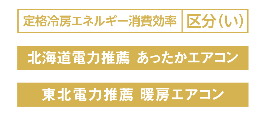 定格冷房エネルギー消費効率 区分(い)
北海道電力推薦 あったかエアコン
東北電力推薦 暖房エアコン